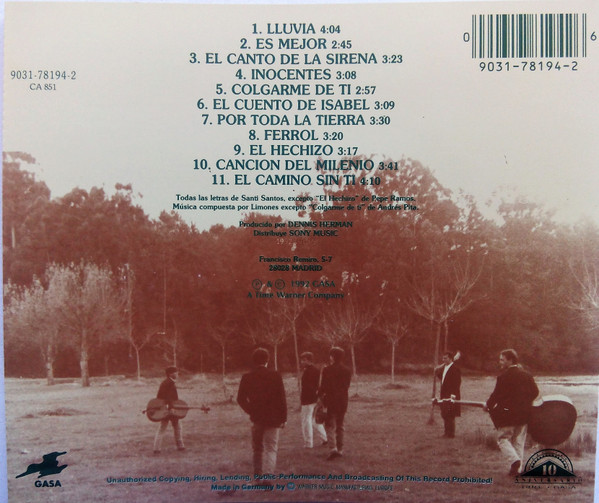 1. LLUVIA 4:04
2. ES MEJOR 2:45
3. EL CANTO DE LA SIRENA 3:23
4. INOCENTES 3:08
5. COLGARME DE TI 2:57
6. EL CUENTO DE ISABEL 3:09
7. POR TODA LA TIERRA 3:30
8. FERROL 3:20
9. EL HECHIZO 3:17
10. CANCION DEL MILENIO 3:41
11. EL CAMINO SIN TI 4:10
9031-78194-2
CA 851
0 6
9031-78194-2
Todas las letras de Santi Santos, excepto "El Hechizo" de Pepe Ramos.
Música compuesta por Limones excepto "Colgarme de ti" de Andrés Pita.
Producido por DENNIS HERMAN
Distribuye SONY MUSIC
Francisco Remiro, 5-7
28028 MADRID
℗ & © 1992 GASA
A Time Warner Company
GASA
10
ANIVERSARIO
Unauthorized Copying, Hiring, Lending, Public Performance And Broadcasting Of This Record Prohibited!
Made in Germany by